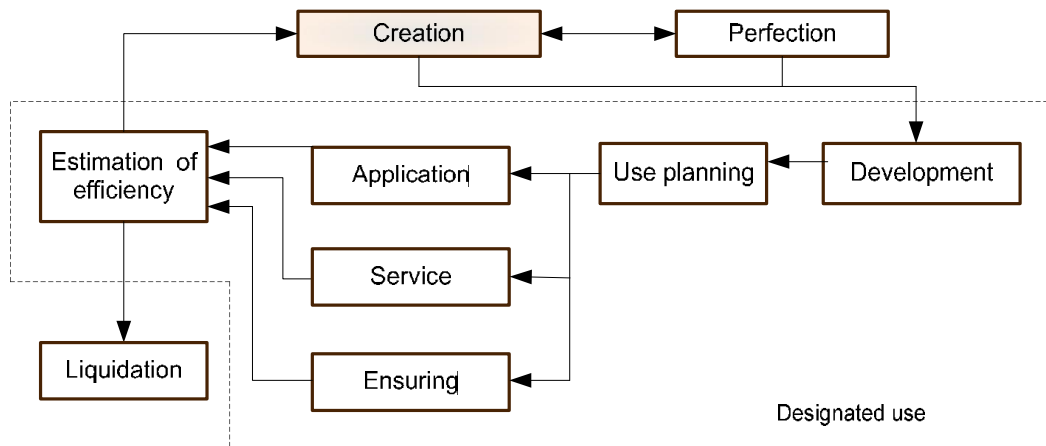 Creation
Perfection
Estimation of
efficiency
Application
Use planning
Development
Service
Liquidation
Ensuring
Designated use